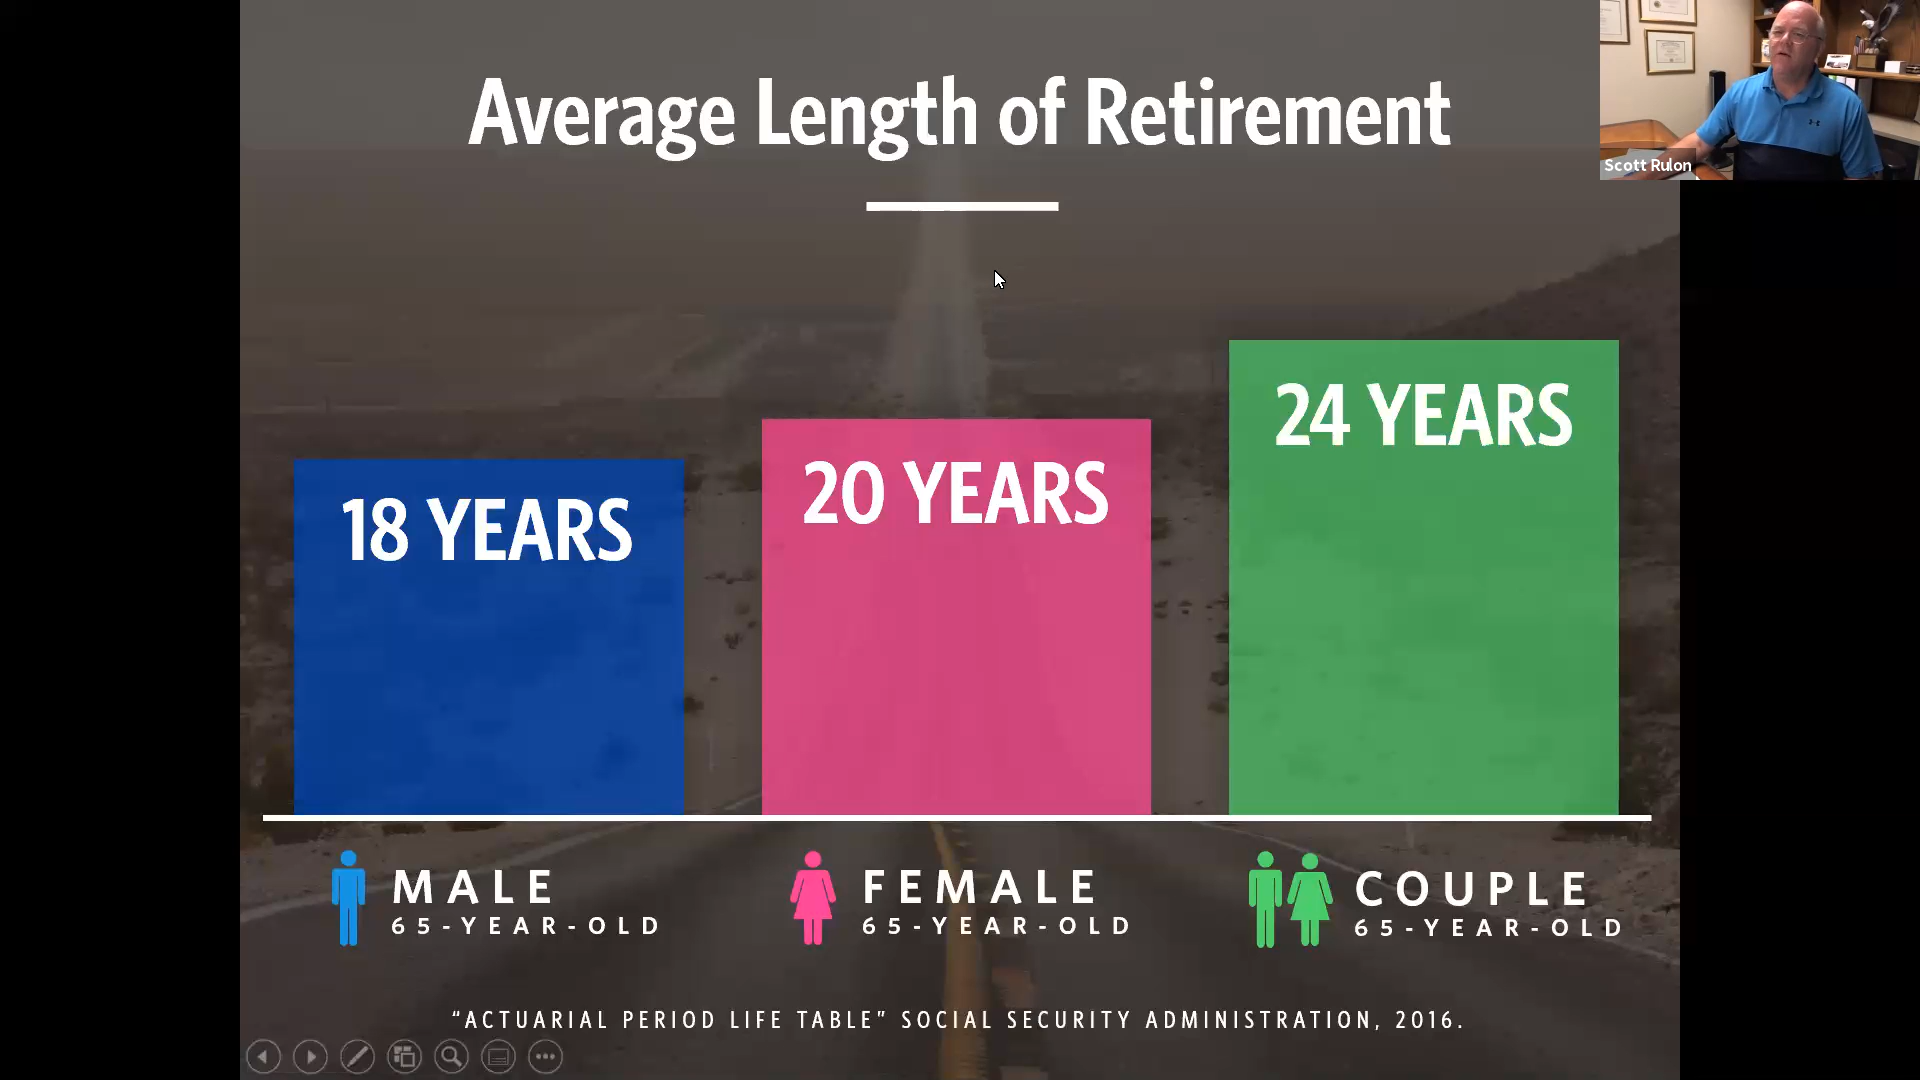 Average Length of Retirement
Scott Rulon
18 YEARS
20 YEARS
24 YEARS
MALE
65-YEAR-OLD
FEMALE
65-YEAR-OLD
COUPLE
65-YEAR-OLD
“ACTUARIAL PERIOD LIFE TABLE” SOCIAL SECURITY ADMINISTRATION, 2016.